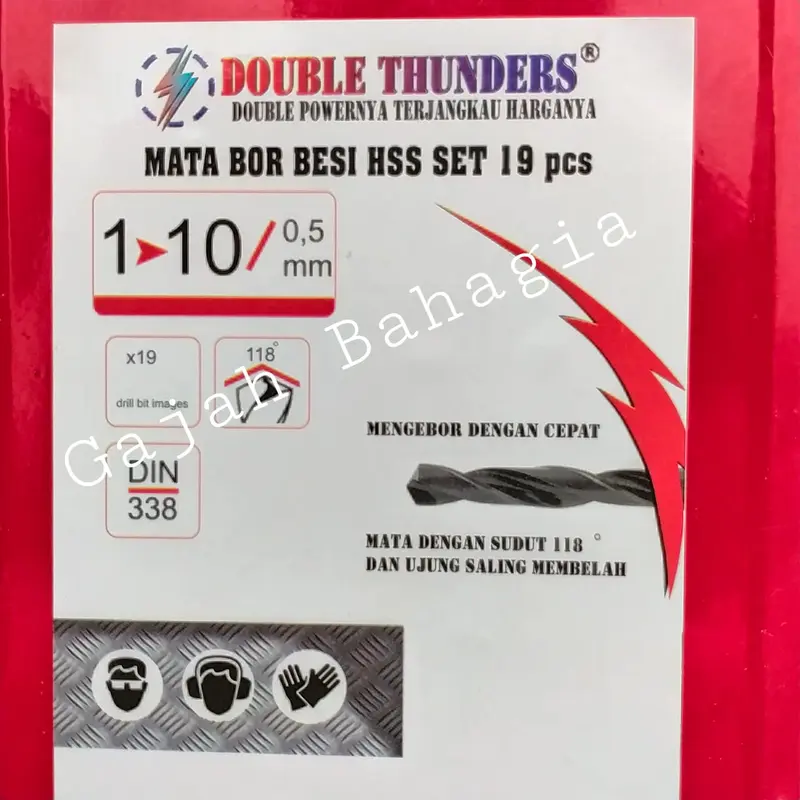 DOUBLE THUNDERS®
DOUBLE POWERNYA TERJANGKAU HARGANYA
MATA BOR BESI HSS SET 19 pcs
1 10 / 0,5 mm
x19
drill bit images
118°
DIN
338
MENGEBOR DENGAN CEPAT
MATA DENGAN SUDUT 118 °
DAN UJUNG SALING MEMBELAH
Gajah Bahagia